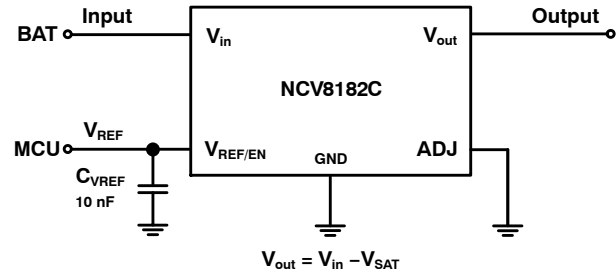 Input
Output
BAT
Vin
Vout
NCV8182C
VREF
MCU
VREF/EN
GND
ADJ
CVREF
10 nF
Vout = Vin −VSAT